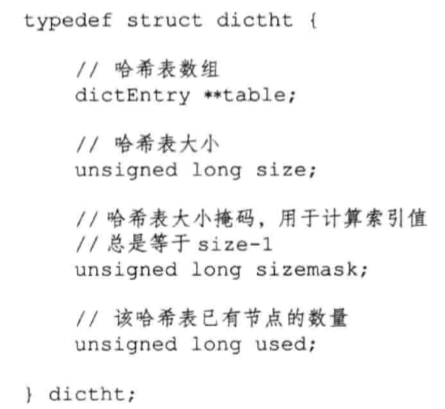 typedef struct dictht {
// 哈希表数组
dictEntry **table;
// 哈希表大小
unsigned long size;
// 哈希表大小掩码，用于计算索引值
// 总是等于 size-1
unsigned long sizemask;
// 该哈希表已有节点的数量
unsigned long used;
} dictht;